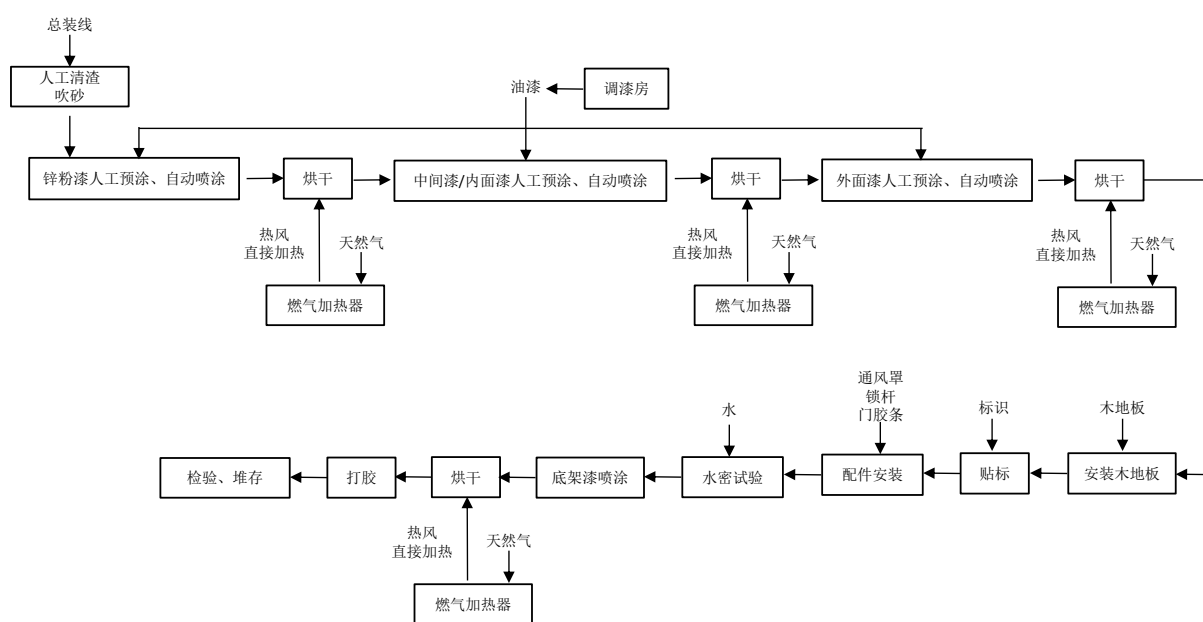 总装线
人工清渣
吹砂
油漆
调漆房
锌粉漆人工预涂、自动喷涂
烘干
中间漆/内面漆人工预涂、自动喷涂
烘干
外面漆人工预涂、自动喷涂
烘干
热风
直接加热
天然气
燃气加热器
热风
直接加热
天然气
燃气加热器
热风
直接加热
天然气
燃气加热器
通风罩
锁杆
门胶条
水
标识
木地板
检验、堆存
打胶
烘干
底架漆喷涂
水密试验
配件安装
贴标
安装木地板
热风
直接加热
天然气
燃气加热器